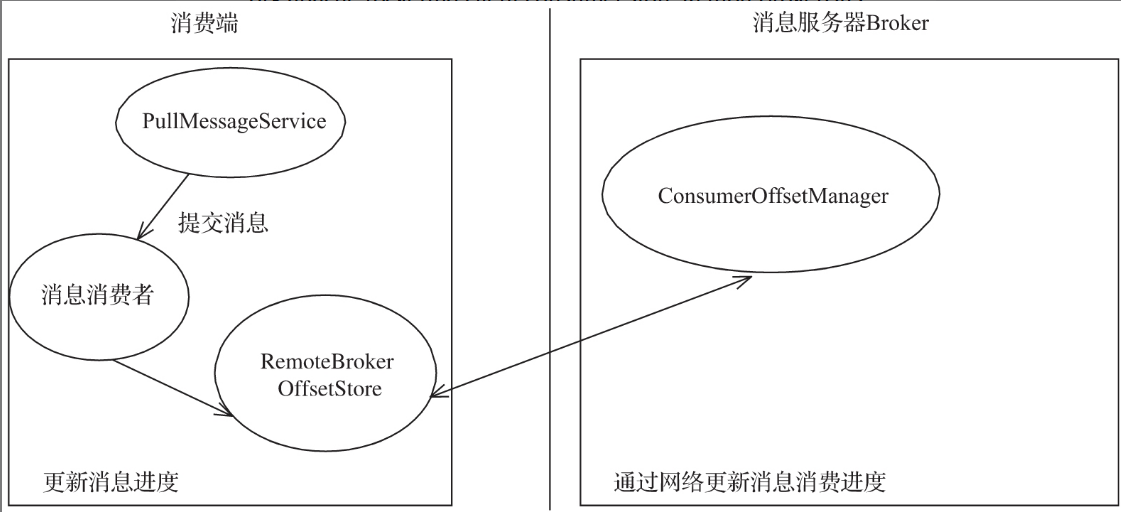 消费端
消息服务器Broker
PullMessageService
提交消息
消息消费者
RemoteBroker
OffsetStore
更新消息进度
ConsumerOffsetManager
通过网络更新消息消费进度